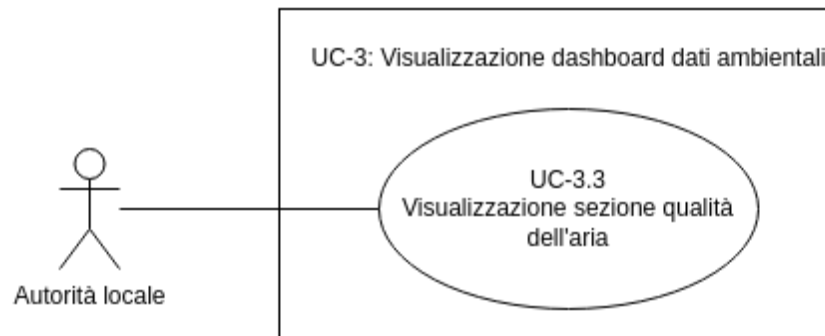 UC-3: Visualizzazione dashboard dati ambientali
UC-3.3
Visualizzazione sezione qualità
dell'aria
Autorità locale